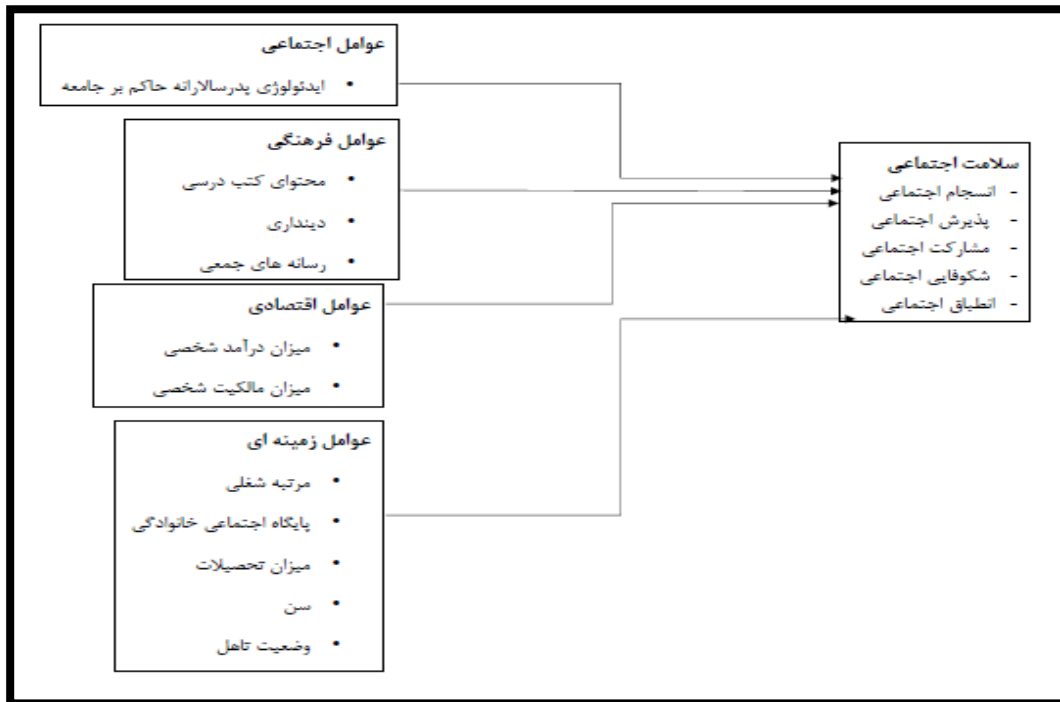 عوامل اجتماعی
• ایدئولوژی پدرسالارانه حاکم بر جامعه
عوامل فرهنگی
• محتوای کتب درسی
• دینداری
• رسانه های جمعی
عوامل اقتصادی
• میزان درآمد شخصی
• میزان مالکیت شخصی
عوامل زمینه ای
• مرتبه شغلی
• پایگاه اجتماعی خانوادگی
• میزان تحصیلات
• سن
• وضعیت تاهل
سلامت اجتماعی
- انسجام اجتماعی
- پذیرش اجتماعی
- مشارکت اجتماعی
- شکوفایی اجتماعی
- انطباق اجتماعی